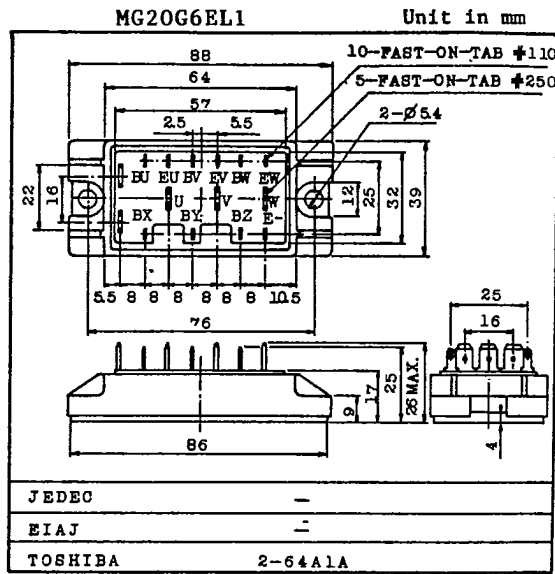 MG20G6EL1 Unit in mm
88
10-FAST-ON-TAB #110
64
5-FAST-ON-TAB #250
57
2-Ø5.4
2.5 5.5
BU EU BV EV BW EW
U V W
BX BY BZ E-
22
16
12
25
32
39
5.5 8 8 8 8 8 8 10.5
76
25
16
9
17
25
26 MAX.
86
4
JEDEC —
EIAJ —
TOSHIBA 2-64A1A